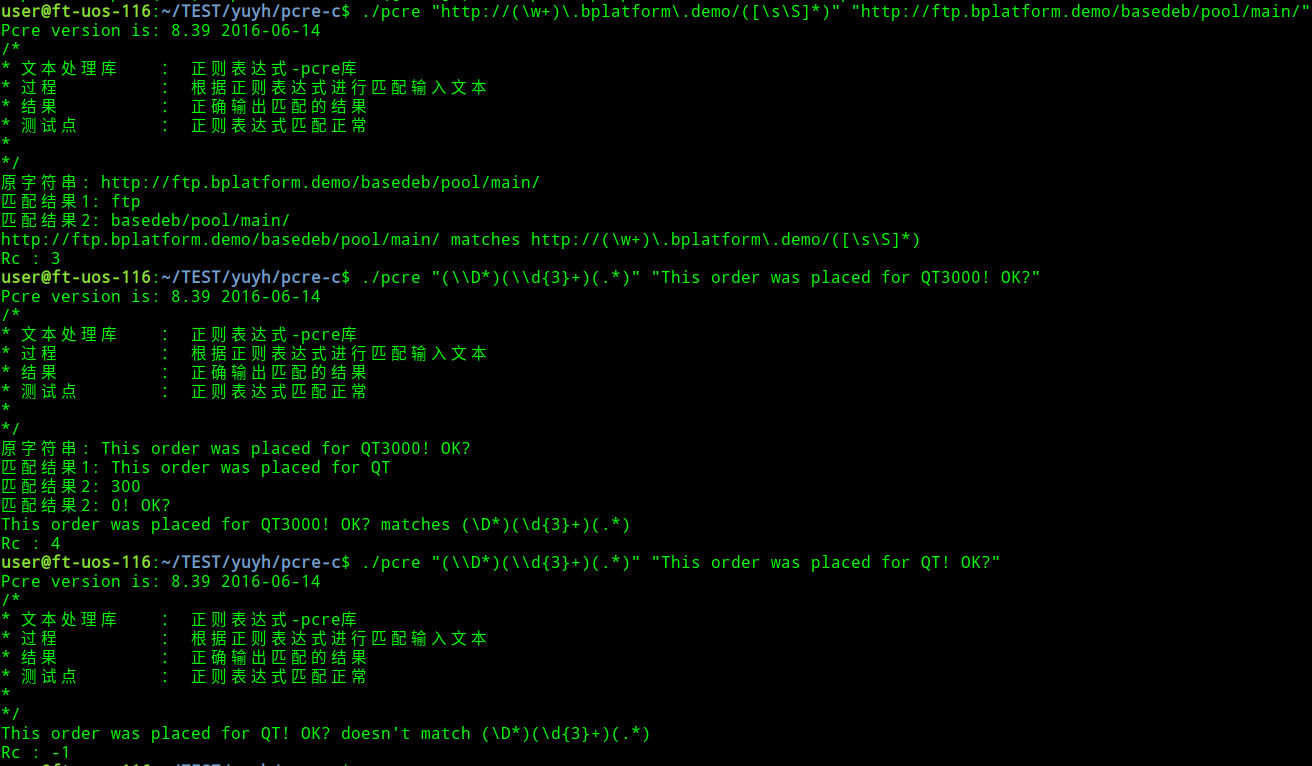 user@ft-uos-116:~/TEST/yuyh/pcre-c$ ./pcre "http://(\w+)\.bplatform\.demo/([\s\S]*)" "http://ftp.bplatform.demo/basedeb/pool/main/"
Pcre version is: 8.39 2016-06-14
/*
* 文本处理库    :  正则表达式-pcre库
* 过程          :  根据正则表达式进行匹配输入文本
* 结果          :  正确输出匹配的结果
* 测试点        :  正则表达式匹配正常
*
*/
原字符串: http://ftp.bplatform.demo/basedeb/pool/main/
匹配结果1: ftp
匹配结果2: basedeb/pool/main/
http://ftp.bplatform.demo/basedeb/pool/main/ matches http://(\w+)\.bplatform\.demo/([\s\S]*)
Rc : 3
user@ft-uos-116:~/TEST/yuyh/pcre-c$ ./pcre "(\\D*)(\\d{3}+)(.*)" "This order was placed for QT3000! OK?"
Pcre version is: 8.39 2016-06-14
/*
* 文本处理库    :  正则表达式-pcre库
* 过程          :  根据正则表达式进行匹配输入文本
* 结果          :  正确输出匹配的结果
* 测试点        :  正则表达式匹配正常
*
*/
原字符串: This order was placed for QT3000! OK?
匹配结果1: This order was placed for QT
匹配结果2: 300
匹配结果2: 0! OK?
This order was placed for QT3000! OK? matches (\D*)(\d{3}+)(.*)
Rc : 4
user@ft-uos-116:~/TEST/yuyh/pcre-c$ ./pcre "(\\D*)(\\d{3}+)(.*)" "This order was placed for QT! OK?"
Pcre version is: 8.39 2016-06-14
/*
* 文本处理库    :  正则表达式-pcre库
* 过程          :  根据正则表达式进行匹配输入文本
* 结果          :  正确输出匹配的结果
* 测试点        :  正则表达式匹配正常
*
*/
This order was placed for QT! OK? doesn't match (\D*)(\d{3}+)(.*)
Rc : -1